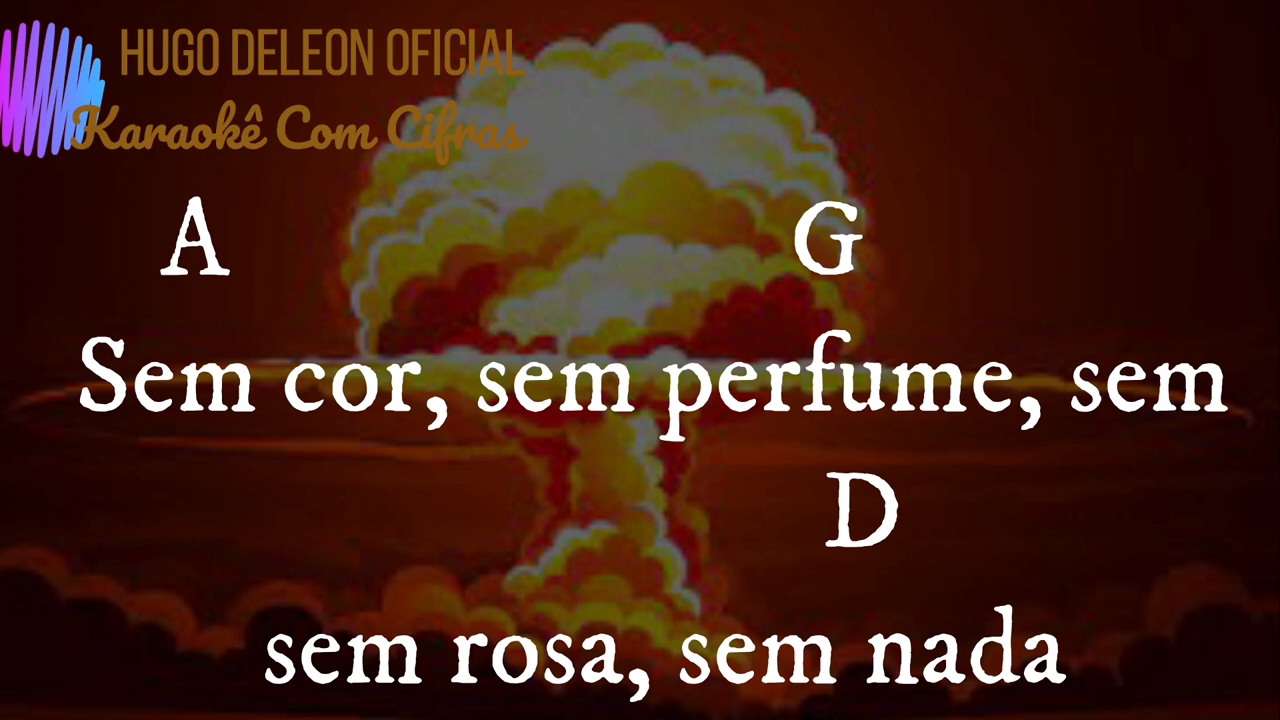 HUGO DELEON OFICIAL
Karaokê Com Cifras
A G
Sem cor, sem perfume, sem
D
sem rosa, sem nada